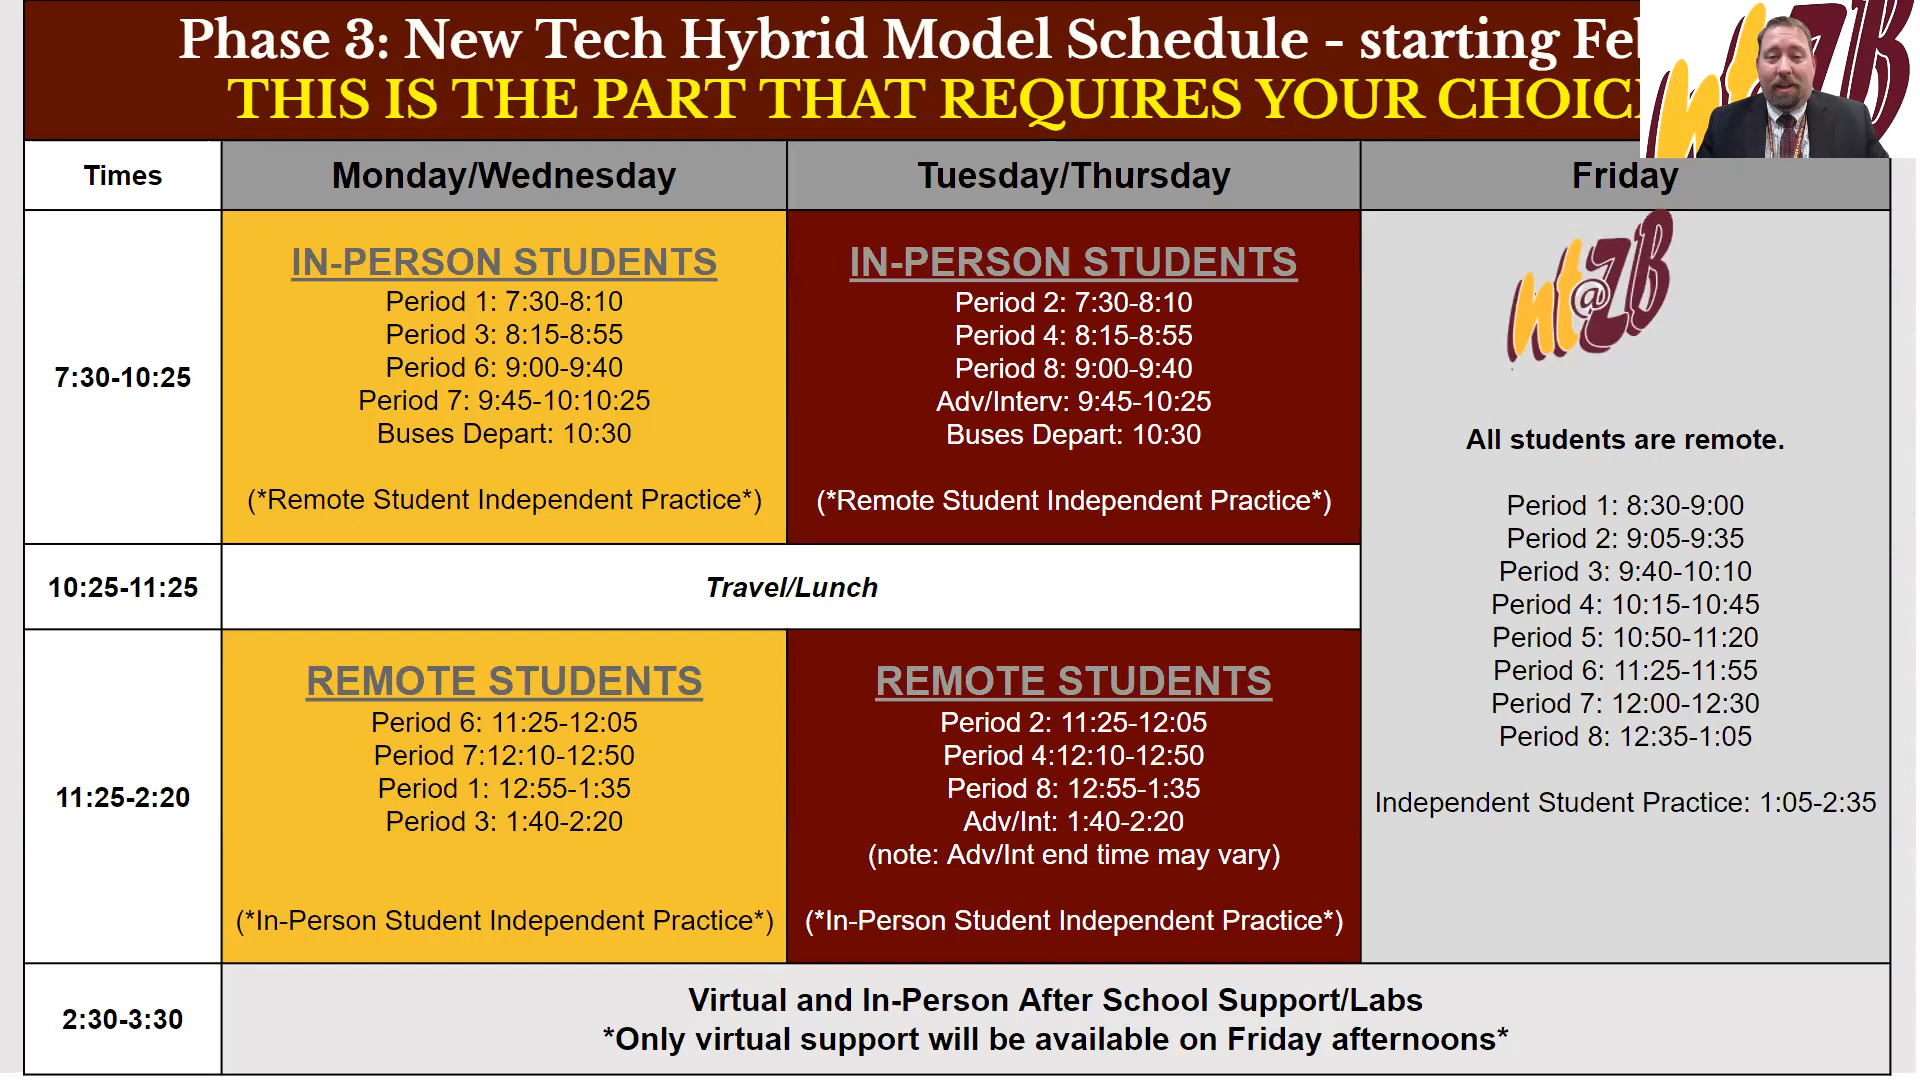 Phase 3: New Tech Hybrid Model Schedule - starting
THIS IS THE PART THAT REQUIRES YOUR
Times
Monday/Wednesday
Tuesday/Thursday
Friday
7:30-10:25
IN-PERSON STUDENTS
Period 1: 7:30-8:10
Period 3: 8:15-8:55
Period 6: 9:00-9:40
Period 7: 9:45-10:10:25
Buses Depart: 10:30
(*Remote Student Independent Practice*)
IN-PERSON STUDENTS
Period 2: 7:30-8:10
Period 4: 8:15-8:55
Period 8: 9:00-9:40
Adv/Interv: 9:45-10:25
Buses Depart: 10:30
(*Remote Student Independent Practice*)
nt@ZB
All students are remote.
Period 1: 8:30-9:00
Period 2: 9:05-9:35
Period 3: 9:40-10:10
Period 4: 10:15-10:45
Period 5: 10:50-11:20
Period 6: 11:25-11:55
Period 7: 12:00-12:30
Period 8: 12:35-1:05
Independent Student Practice: 1:05-2:35
10:25-11:25
Travel/Lunch
11:25-2:20
REMOTE STUDENTS
Period 6: 11:25-12:05
Period 7:12:10-12:50
Period 1: 12:55-1:35
Period 3: 1:40-2:20
(*In-Person Student Independent Practice*)
REMOTE STUDENTS
Period 2: 11:25-12:05
Period 4:12:10-12:50
Period 8: 12:55-1:35
Adv/Int: 1:40-2:20
(note: Adv/Int end time may vary)
(*In-Person Student Independent Practice*)
2:30-3:30
Virtual and In-Person After School Support/Labs
*Only virtual support will be available on Friday afternoons*